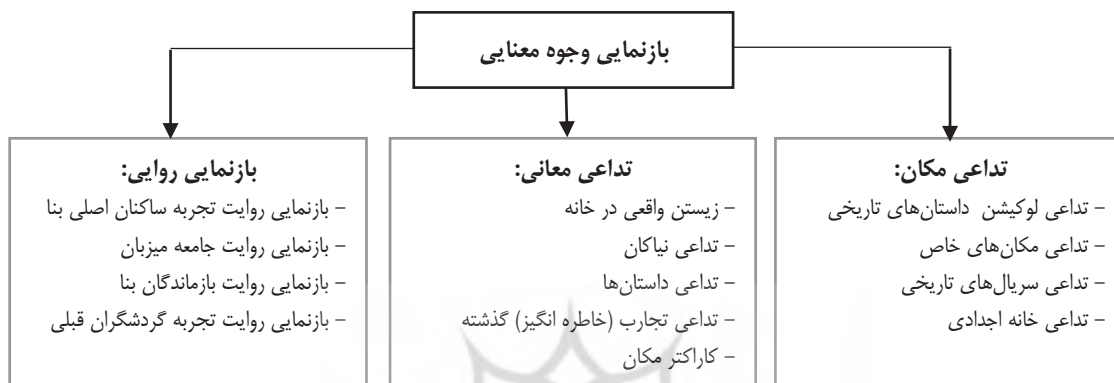 بازنمایی وجوه معنایی
تداعی مکان:
- تداعی لوکیشن داستان‌های تاریخی
- تداعی مکان‌های خاص
- تداعی سریال‌های تاریخی
- تداعی خانه اجدادی
تداعی معانی:
- زیستن واقعی در خانه
- تداعی نیاکان
- تداعی داستان‌ها
- تداعی تجارب (خاطره انگیز) گذشته
- کاراکتر مکان
بازنمایی روایی:
- بازنمایی روایت تجربه ساکنان اصلی بنا
- بازنمایی روایت جامعه میزبان
- بازنمایی روایت بازماندگان بنا
- بازنمایی روایت تجربه گردشگران قبلی